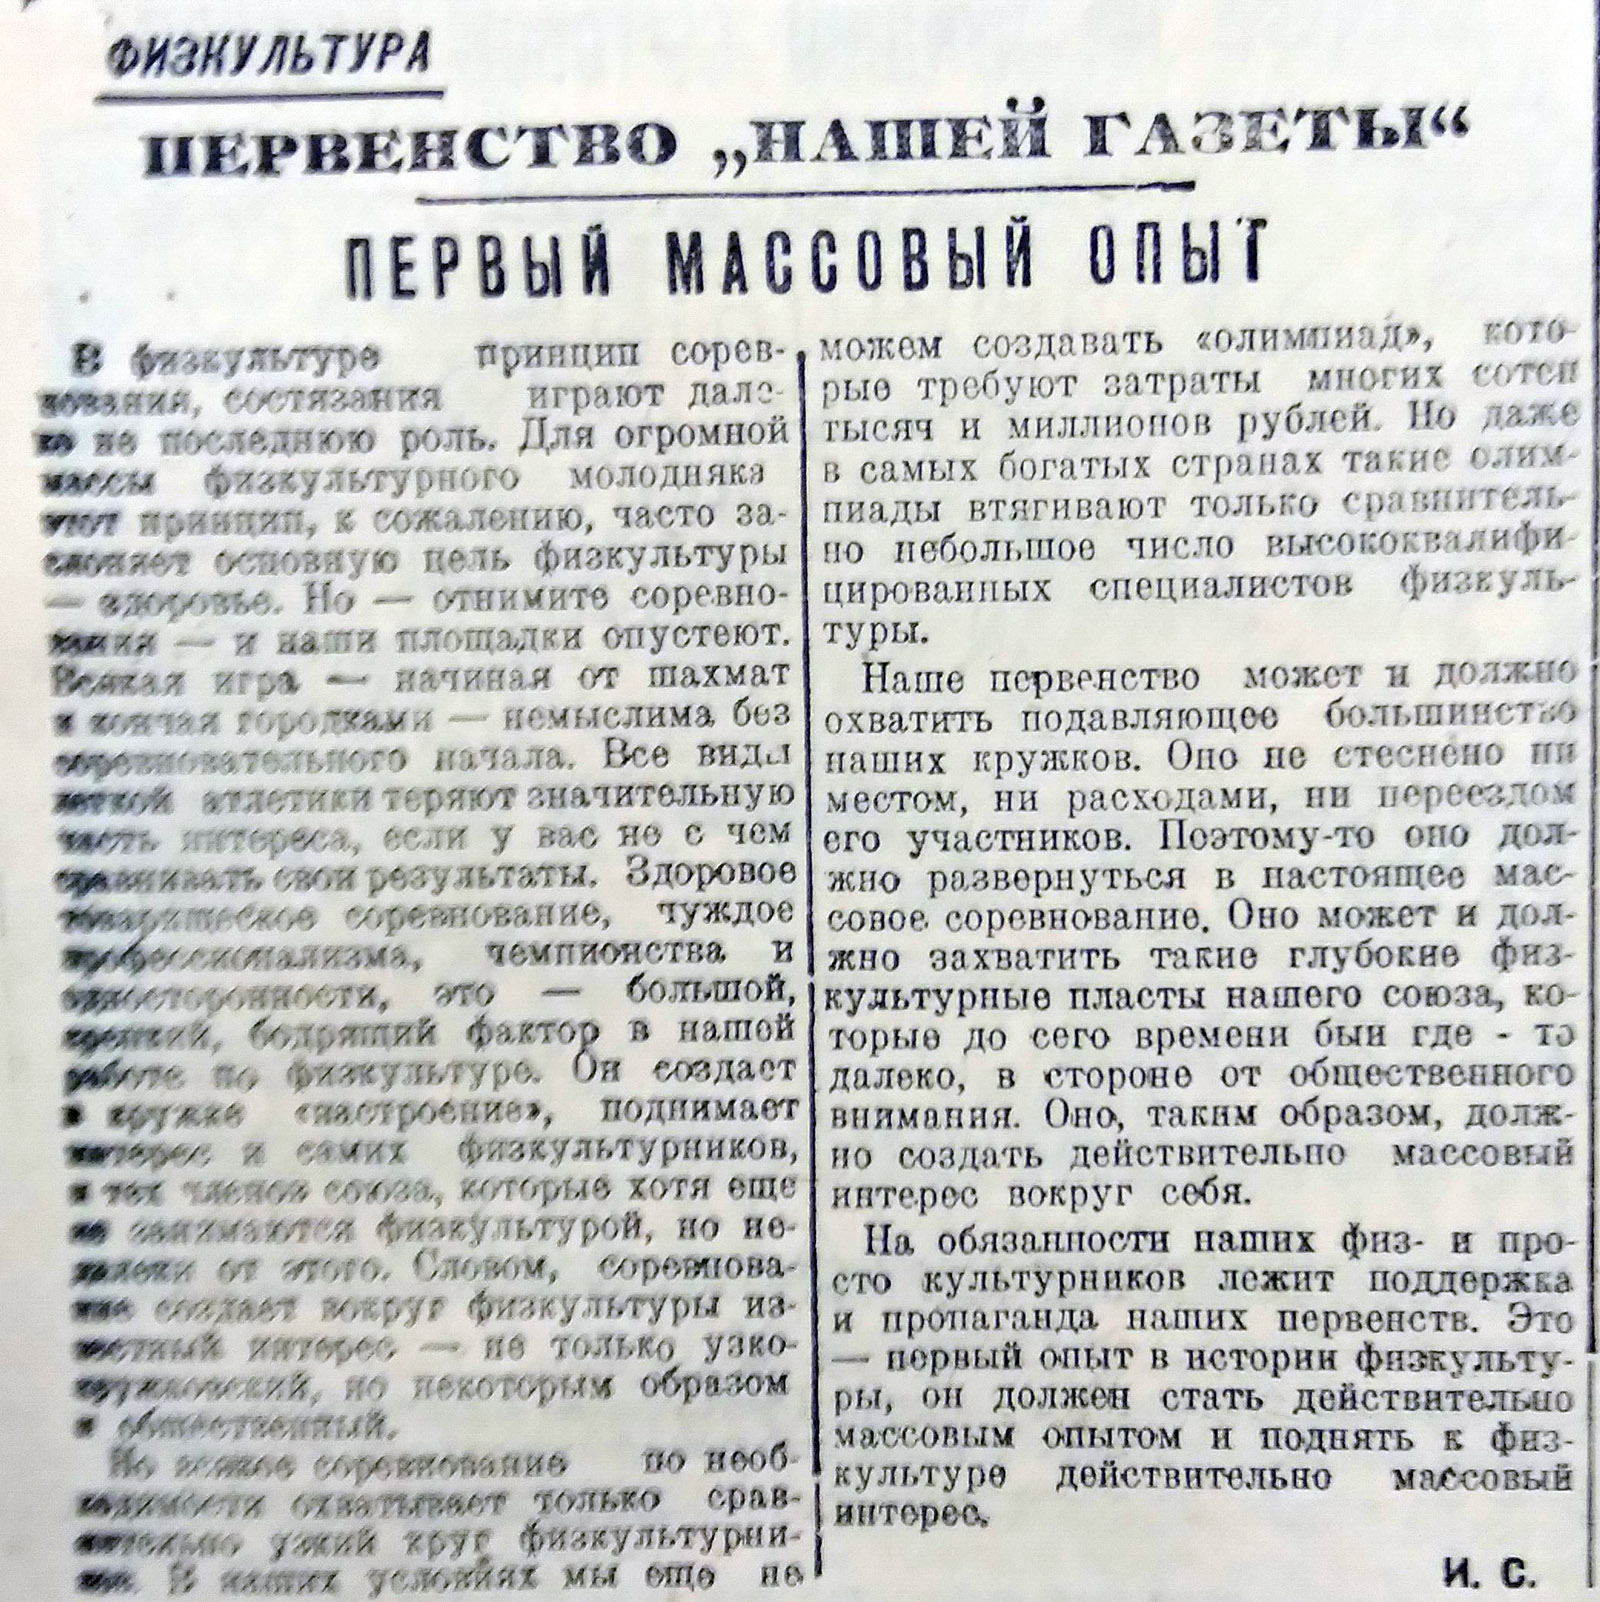 ФИЗКУЛЬТУРА
ПЕРВЕНСТВО „НАШЕЙ ГАЗЕТЫ“
ПЕРВЫЙ МАССОВЫЙ ОПЫТ
В физкультуре принцип сорев-
нования, состязания играют дале-
ко не последнюю роль. Для огромной
массы физкультурного молодняка
этот принцип, к сожалению, часто за-
слоняет основную цель физкультуры
— здоровье. Но — отнимите соревно-
вания — и наши площадки опустеют.
Всякая игра — начиная от шахмат
и кончая городками — немыслима без
соревновательного начала. Все виды
легкой атлетики теряют значительную
часть интереса, если у вас не с чем
сравнивать свои результаты. Здоровое
товарищеское соревнование, чуждое
профессионализма, чемпионства и
односторонности, это — большой,
крепкий, бодрящий фактор в нашей
работе по физкультуре. Он создает
в кружке «настроение», поднимает
интерес и самих физкультурников,
и тех членов союза, которые хотя еще
не занимаются физкультурой, но не-
далеки от этого. Словом, соревнова-
ние создает вокруг физкультуры из-
вестный интерес — не только узко-
кружковский, но некоторым образом
и общественный.
Но всякое соревнование по необ-
ходимости охватывает только срав-
нительно узкий круг физкультурни-
ков. В наших условиях мы еще не
можем создавать «олимпиад», кото-
рые требуют затраты многих сотен
тысяч и миллионов рублей. Но даже
в самых богатых странах такие олим-
пиады втягивают только сравнитель-
но небольшое число высококвалифи-
цированных специалистов физкуль-
туры.
Наше первенство может и должно
охватить подавляющее большинство
наших кружков. Оно не стеснено ни
местом, ни расходами, ни переездом
его участников. Поэтому-то оно дол-
жно развернуться в настоящее мас-
совое соревнование. Оно может и дол-
жно захватить такие глубокие физ-
культурные пласты нашего союза, ко-
торые до сего времени был где - то
далеко, в стороне от общественного
внимания. Оно, таким образом, долж-
но создать действительно массовый
интерес вокруг себя.
На обязанности наших физ- и про-
сто культурников лежит поддержка
и пропаганда наших первенств. Это
— первый опыт в истории физкульту-
ры, он должен стать действительно
массовым опытом и поднять к физ-
культуре действительно массовый
интерес.
И. С.